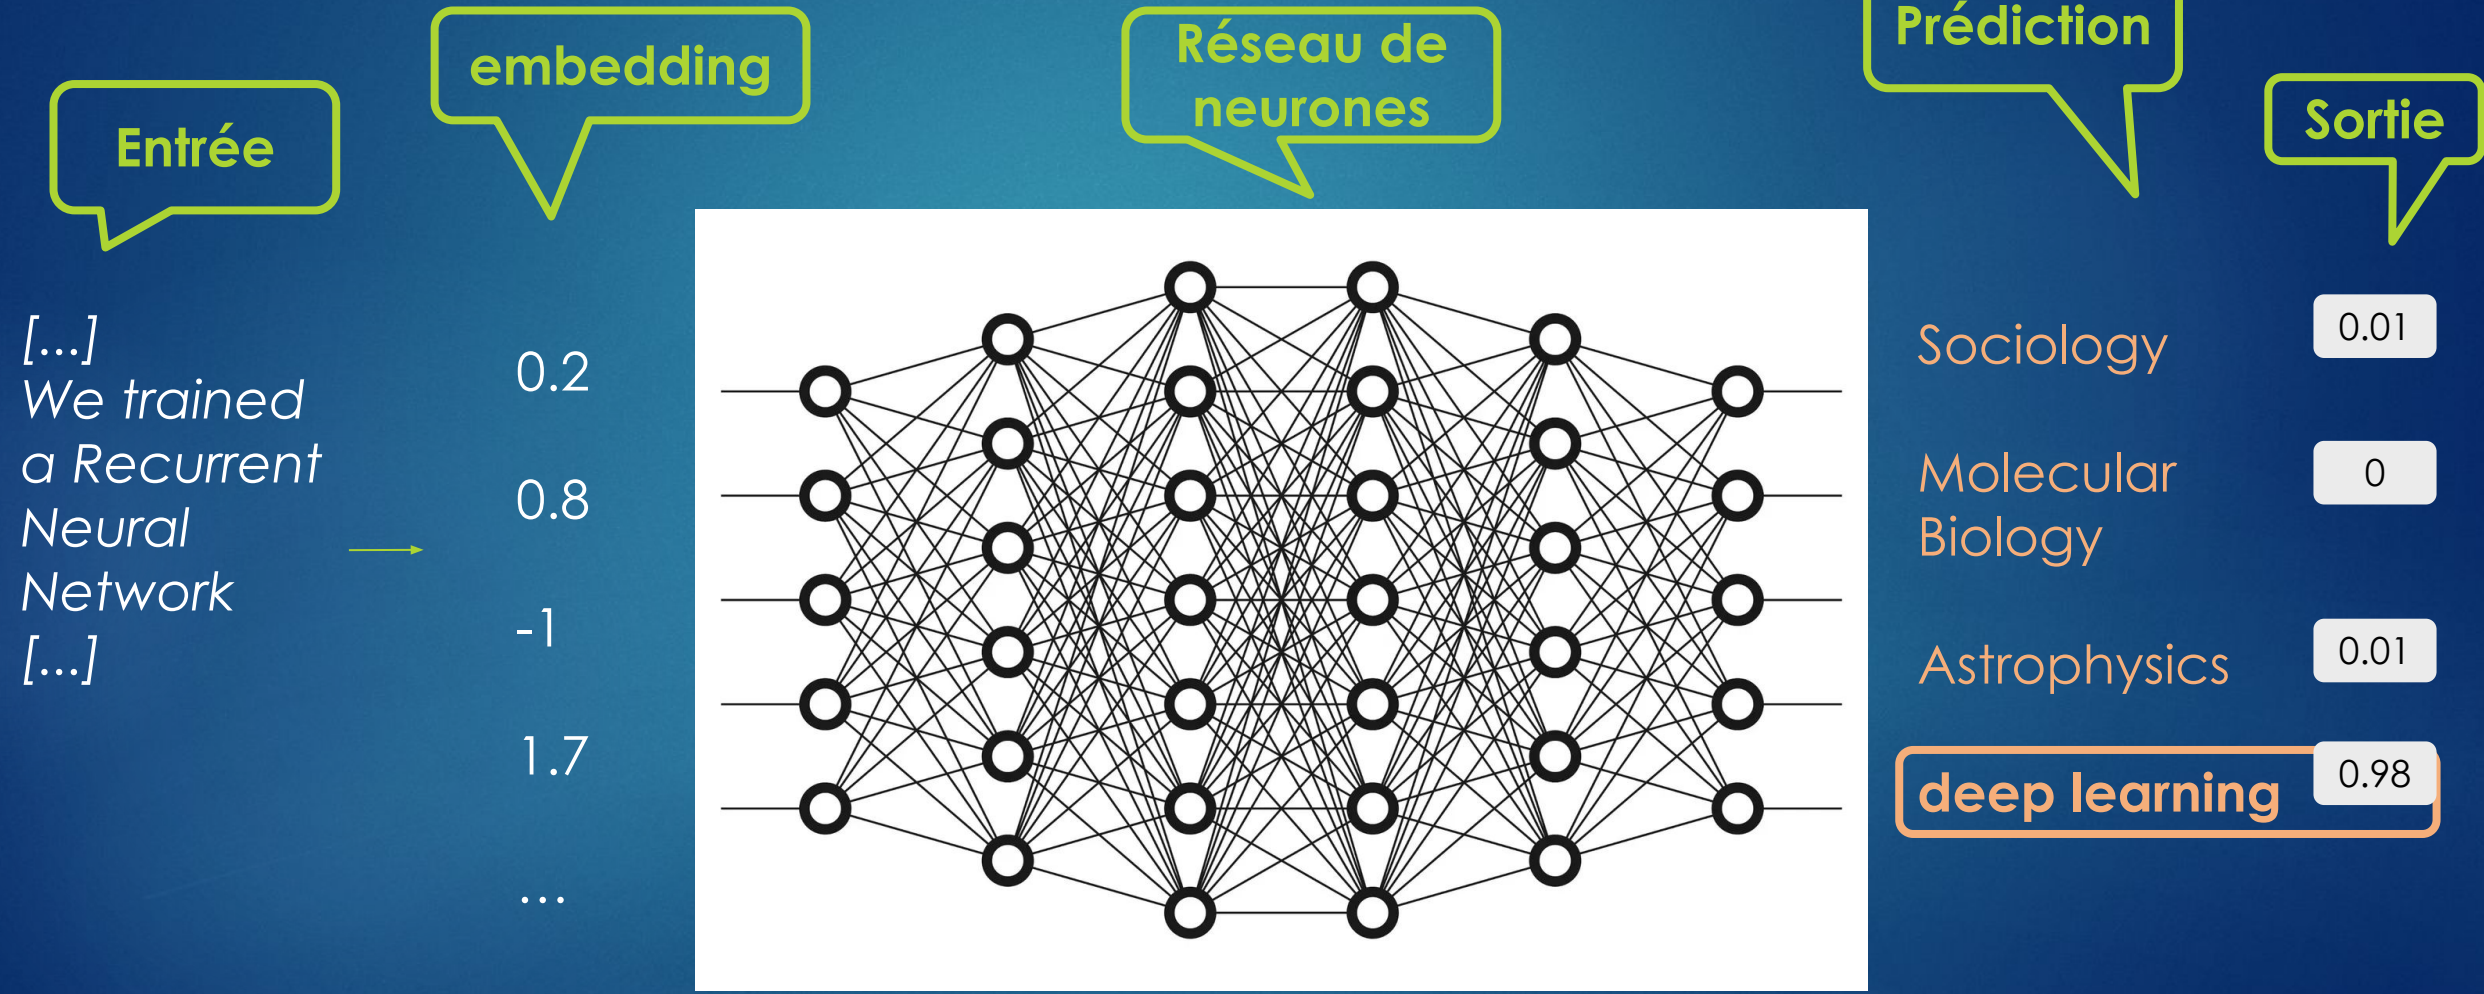 Entrée
embedding
Réseau de
neurones
Prédiction
Sortie
[...]
We trained
a Recurrent
Neural
Network
[...]
0.2
0.8
-1
1.7
...
Sociology
0.01
Molecular
Biology
0
Astrophysics
0.01
deep learning
0.98